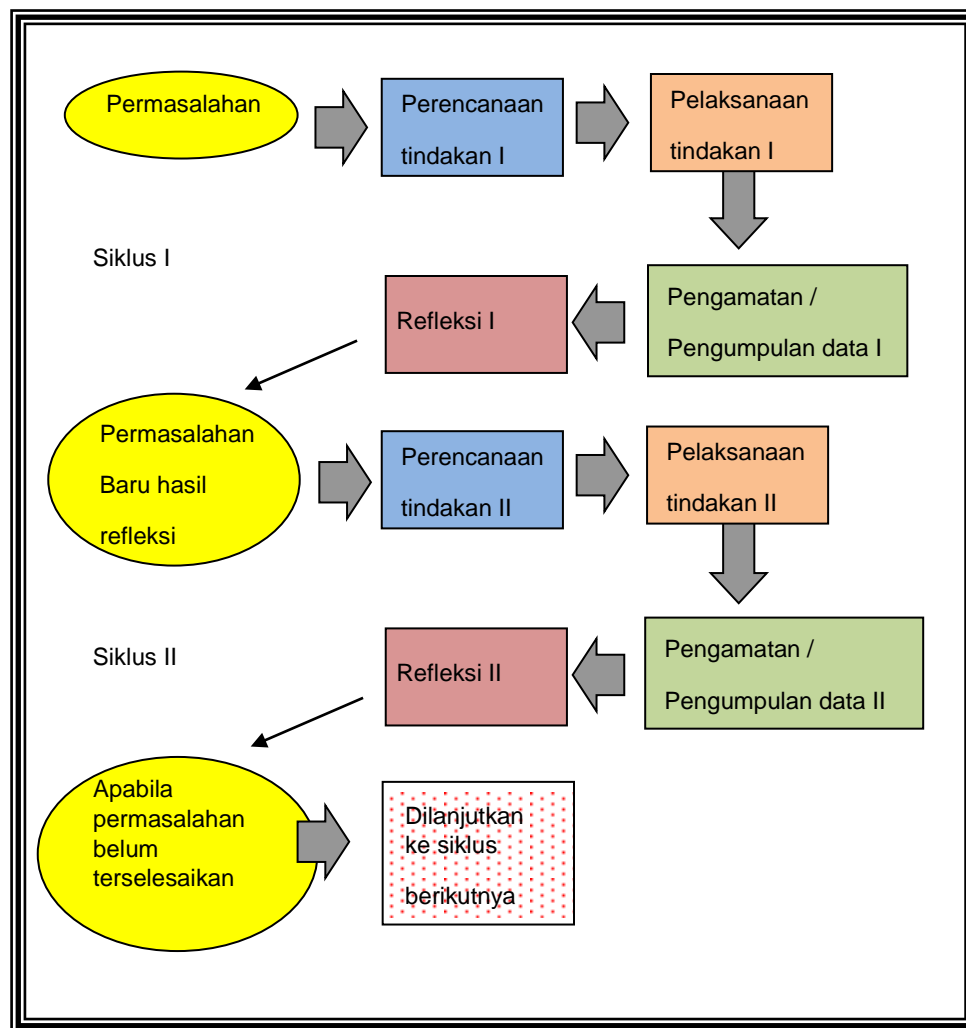 Permasalahan
Perencanaan
tindakan I
Pelaksanaan
tindakan I
Siklus I
Refleksi I
Pengamatan /
Pengumpulan data I
Permasalahan
Baru hasil
refleksi
Perencanaan
tindakan II
Pelaksanaan
tindakan II
Siklus II
Refleksi II
Pengamatan /
Pengumpulan data II
Apabila
permasalahan
belum
terselesaikan
Dilanjutkan
ke siklus
berikutnya